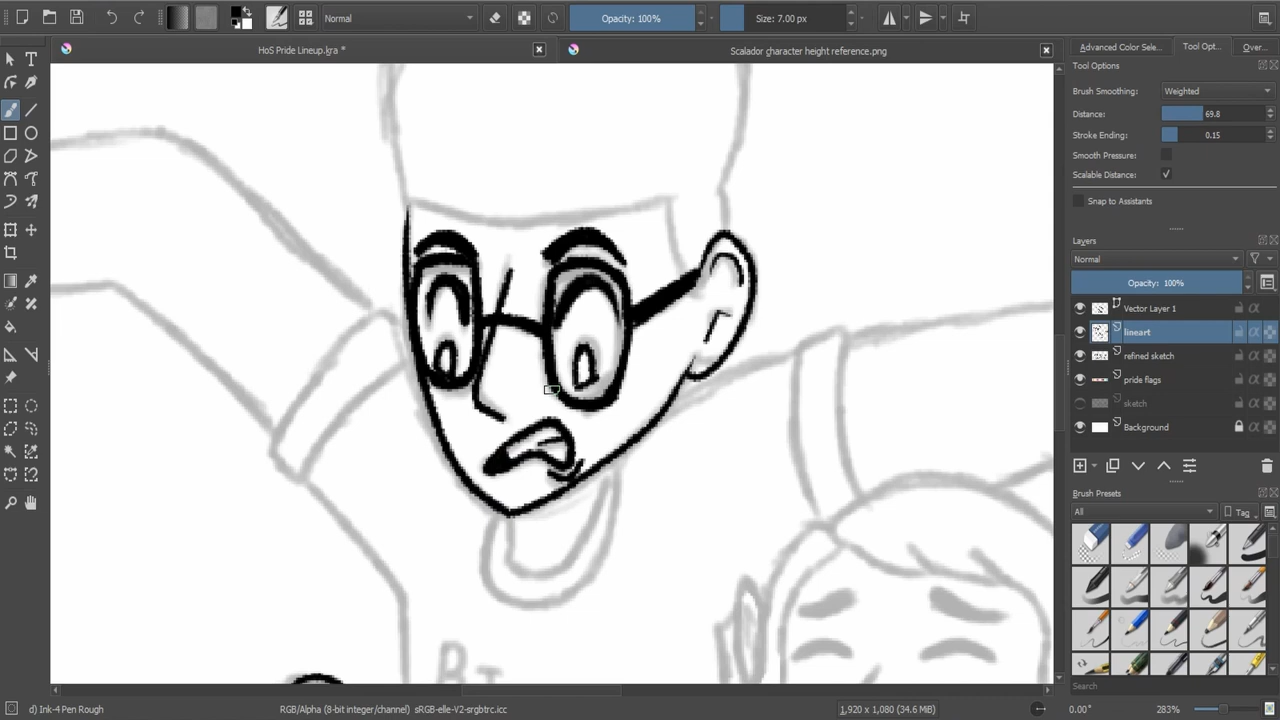 Normal
Opacity: 100%
Size: 7.00 px
HoS Pride Lineup.kra *
Scalador character height reference.png
Advanced Color Sele...
Tool Opt...
Over...
Tool Options
Brush Smoothing:
Weighted
Distance:
69.8
Stroke Ending:
0.15
Smooth Pressure:
Scalable Distance:
Snap to Assistants
Layers
Normal
Opacity: 100%
Vector Layer 1
lineart
refined sketch
pride flags
sketch
Background
Brush Presets
All
Tag
Search
d) Ink-4 Pen Rough
RGB/Alpha (8-bit integer/channel) sRGB-elle-V2-srgbtrc.icc
1,920 x 1,080 (34.6 MiB)
0.00°
283%